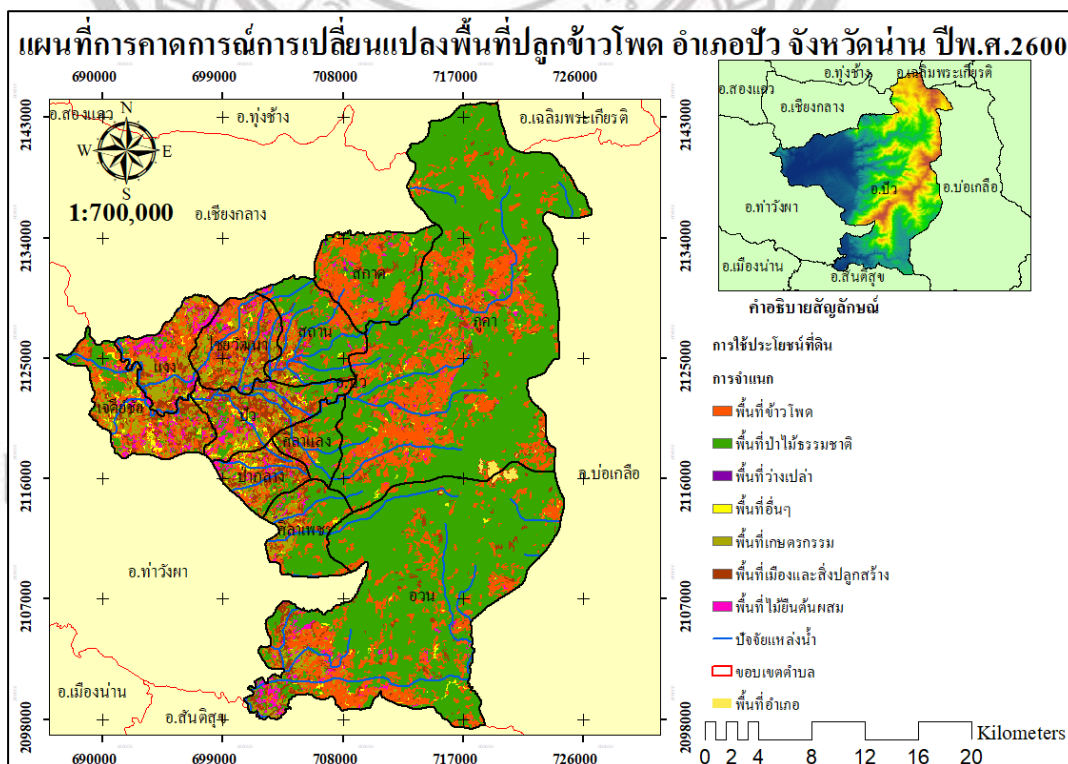 แผนที่การคาดการณ์การเปลี่ยนแปลงพื้นที่ปลูกข้าวโพด อำเภอปัว จังหวัดน่าน ปีพ.ศ.2600
690000 699000 708000 717000 726000
2143000 2143000
2134000 2134000
2125000 2125000
2116000 2116000
2107000 2107000
2098000 2098000
อ.สองแคว
อ.ทุ่งช้าง
อ.เฉลิมพระเกียรติ
N
W E
S
1:700,000
อ.เชียงกลาง
สกาด
ภูคา
สถาน
ไชยวัฒนา
แงง
อ.ปัว
เจดีย์ชัย
ปัว
ศิลาแลง
ป่ากลาง
อ.บ่อเกลือ
ศิลาเพชร
อ.ท่าวังผา
อวน
อ.เมืองน่าน
อ.สันติสุข
690000 699000 708000 717000 726000
อ.ทุ่งช้าง
อ.เฉลิมพระเกียรติ
อ.สองแคว
อ.เชียงกลาง
อ.ปัว
อ.บ่อเกลือ
อ.ท่าวังผา
อ.เมืองน่าน
อ.สันติสุข
คำอธิบายสัญลักษณ์
การใช้ประโยชน์ที่ดิน
การจำแนก
พื้นที่ข้าวโพด
พื้นที่ป่าไม้ธรรมชาติ
พื้นที่ว่างเปล่า
พื้นที่อื่นๆ
พื้นที่เกษตรกรรม
พื้นที่เมืองและสิ่งปลูกสร้าง
พื้นที่ไม้ยืนต้นผสม
ปัจจัยแหล่งน้ำ
ขอบเขตตำบล
พื้นที่อำเภอ
Kilometers
0 2 4 8 12 16 20